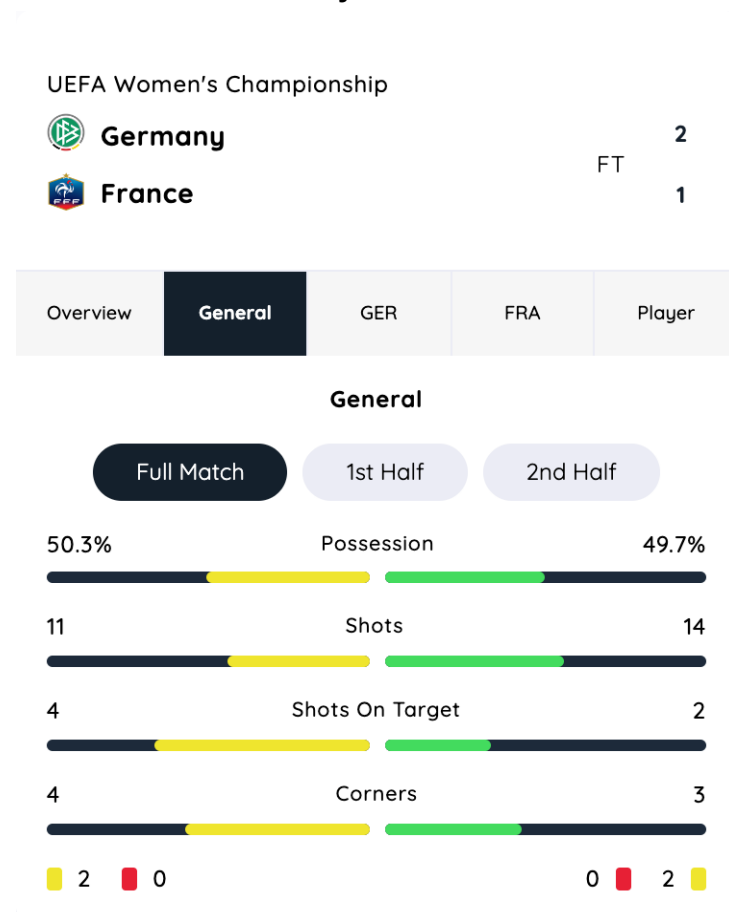 UEFA Women's Championship
Germany 2
FT
France 1
Overview General GER FRA Player
General
Full Match 1st Half 2nd Half
50.3% Possession 49.7%
11 Shots 14
4 Shots On Target 2
4 Corners 3
2 0 0 2